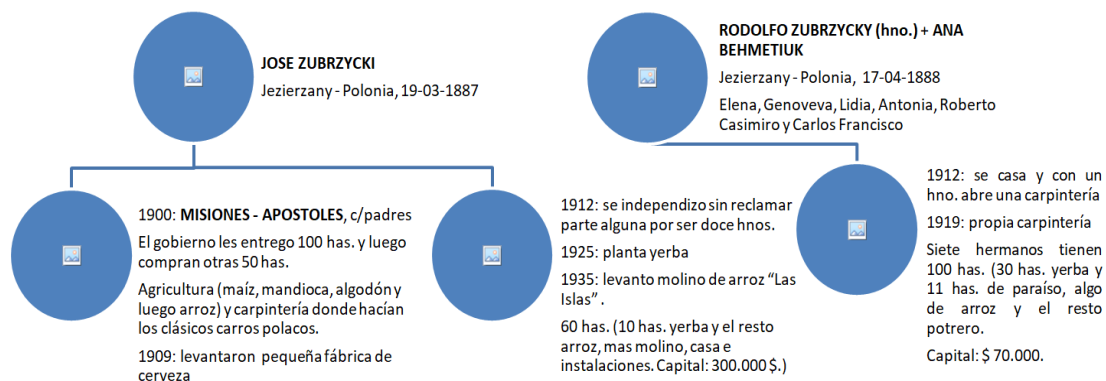 JOSE ZUBRZYCKI
Jezierzany - Polonia, 19-03-1887
RODOLFO ZUBRZYCKY (hno.) + ANA
BEHMETIUK
Jezierzany - Polonia, 17-04-1888
Elena, Genoveva, Lidia, Antonia, Roberto
Casimiro y Carlos Francisco
1900: MISIONES - APOSTOLES, c/padres
El gobierno les entrego 100 has. y luego
compran otras 50 has.
Agricultura (maíz, mandioca, algodón y
luego arroz) y carpintería donde hacían
los clásicos carros polacos.
1909: levantaron pequeña fábrica de
cerveza
1912: se independizo sin reclamar
parte alguna por ser doce hnos.
1925: planta yerba
1935: levanto molino de arroz "Las
Islas" .
60 has. (10 has. yerba y el resto
arroz, mas molino, casa e
instalaciones. Capital: 300.000 $.)
1912: se casa y con un
hno. abre una carpintería
1919: propia carpintería
Siete hermanos tienen
100 has. (30 has. yerba y
11 has. de paraíso, algo
de arroz y el resto
potrero.
Capital: $ 70.000.